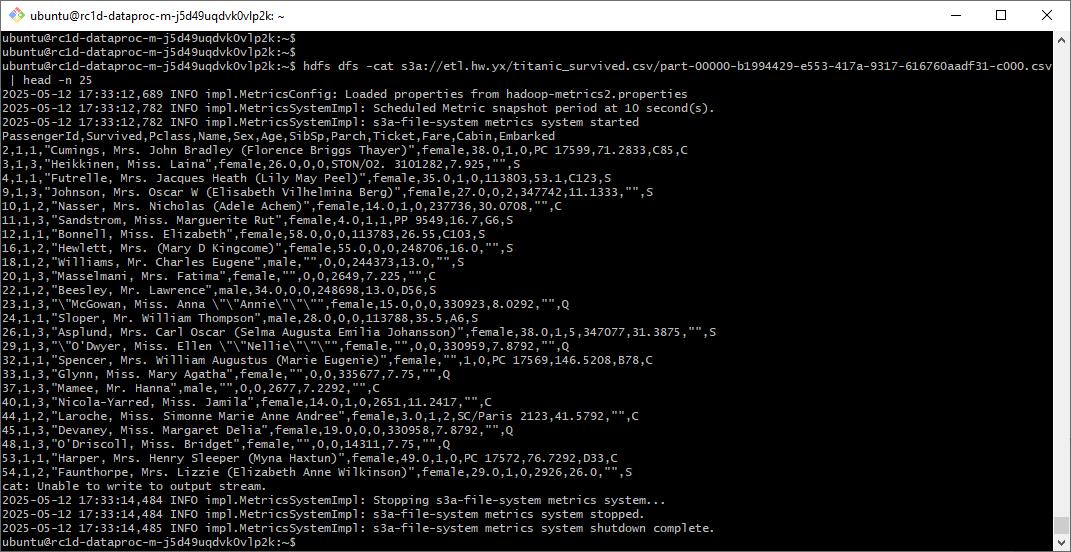 ubuntu@rc1d-dataproc-m-j5d49uqdvk0vlp2k: ~
ubuntu@rc1d-dataproc-m-j5d49uqdvk0vlp2k:~$
ubuntu@rc1d-dataproc-m-j5d49uqdvk0vlp2k:~$
ubuntu@rc1d-dataproc-m-j5d49uqdvk0vlp2k:~$ hdfs dfs -cat s3a://etl.hw.yx/titanic_survived.csv/part-00000-b1994429-e553-417a-9317-616760aadf31-c000.csv
 | head -n 25
2025-05-12 17:33:12,689 INFO impl.MetricsConfig: Loaded properties from hadoop-metrics2.properties
2025-05-12 17:33:12,782 INFO impl.MetricsSystemImpl: Scheduled Metric snapshot period at 10 second(s).
2025-05-12 17:33:12,782 INFO impl.MetricsSystemImpl: s3a-file-system metrics system started
PassengerId,Survived,Pclass,Name,Sex,Age,SibSp,Parch,Ticket,Fare,Cabin,Embarked
2,1,1,"Cumings, Mrs. John Bradley (Florence Briggs Thayer)",female,38.0,1,0,PC 17599,71.2833,C85,C
3,1,3,"Heikkinen, Miss. Laina",female,26.0,0,0,STON/O2. 3101282,7.925,"",S
4,1,1,"Futrelle, Mrs. Jacques Heath (Lily May Peel)",female,35.0,1,0,113803,53.1,C123,S
9,1,3,"Johnson, Mrs. Oscar W (Elisabeth Vilhelmina Berg)",female,27.0,0,2,347742,11.1333,"",S
10,1,2,"Nasser, Mrs. Nicholas (Adele Achem)",female,14.0,1,0,237736,30.0708,"",C
11,1,3,"Sandstrom, Miss. Marguerite Rut",female,4.0,1,1,PP 9549,16.7,G6,S
12,1,1,"Bonnell, Miss. Elizabeth",female,58.0,0,0,113783,26.55,C103,S
16,1,2,"Hewlett, Mrs. (Mary D Kingcome)",female,55.0,0,0,248706,16.0,"",S
18,1,2,"Williams, Mr. Charles Eugene",male,"",0,0,244373,13.0,"",S
20,1,3,"Masselmani, Mrs. Fatima",female,"",0,0,2649,7.225,"",C
22,1,2,"Beesley, Mr. Lawrence",male,34.0,0,0,248698,13.0,D56,S
23,1,3,"\"McGowan, Miss. Anna \"\"Annie\"\"\"",female,15.0,0,0,330923,8.0292,"",Q
24,1,1,"Sloper, Mr. William Thompson",male,28.0,0,0,113788,35.5,A6,S
26,1,3,"Asplund, Mrs. Carl Oscar (Selma Augusta Emilia Johansson)",female,38.0,1,5,347077,31.3875,"",S
29,1,3,"\"O'Dwyer, Miss. Ellen \"\"Nellie\"\"\"",female,"",0,0,330959,7.8792,"",Q
32,1,1,"Spencer, Mrs. William Augustus (Marie Eugenie)",female,"",1,0,PC 17569,146.5208,B78,C
33,1,3,"Glynn, Miss. Mary Agatha",female,"",0,0,335677,7.75,"",Q
37,1,3,"Mamee, Mr. Hanna",male,"",0,0,2677,7.2292,"",C
40,1,3,"Nicola-Yarred, Miss. Jamila",female,14.0,1,0,2651,11.2417,"",C
44,1,2,"Laroche, Miss. Simonne Marie Anne Andree",female,3.0,1,2,SC/Paris 2123,41.5792,"",C
45,1,3,"Devaney, Miss. Margaret Delia",female,19.0,0,0,330958,7.8792,"",Q
48,1,3,"O'Driscoll, Miss. Bridget",female,"",0,0,14311,7.75,"",Q
53,1,1,"Harper, Mrs. Henry Sleeper (Myna Haxtun)",female,49.0,1,0,PC 17572,76.7292,D33,C
54,1,2,"Faunthorpe, Mrs. Lizzie (Elizabeth Anne Wilkinson)",female,29.0,1,0,2926,26.0,"",S
cat: Unable to write to output stream.
2025-05-12 17:33:14,484 INFO impl.MetricsSystemImpl: Stopping s3a-file-system metrics system...
2025-05-12 17:33:14,484 INFO impl.MetricsSystemImpl: s3a-file-system metrics system stopped.
2025-05-12 17:33:14,485 INFO impl.MetricsSystemImpl: s3a-file-system metrics system shutdown complete.
ubuntu@rc1d-dataproc-m-j5d49uqdvk0vlp2k:~$